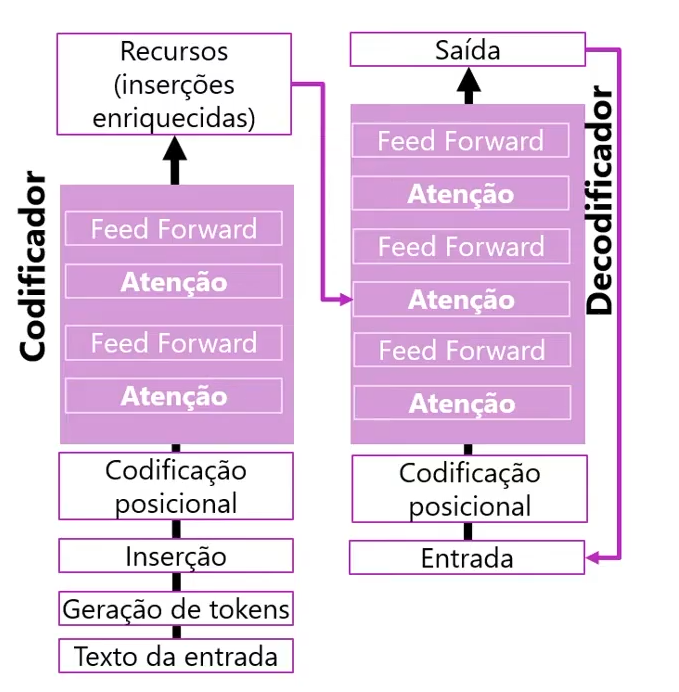 Codificador
Recursos
(inserções
enriquecidas)
Feed Forward
Atenção
Feed Forward
Atenção
Codificação
posicional
Inserção
Geração de tokens
Texto da entrada
Decodificador
Saída
Feed Forward
Atenção
Feed Forward
Atenção
Feed Forward
Atenção
Codificação
posicional
Entrada